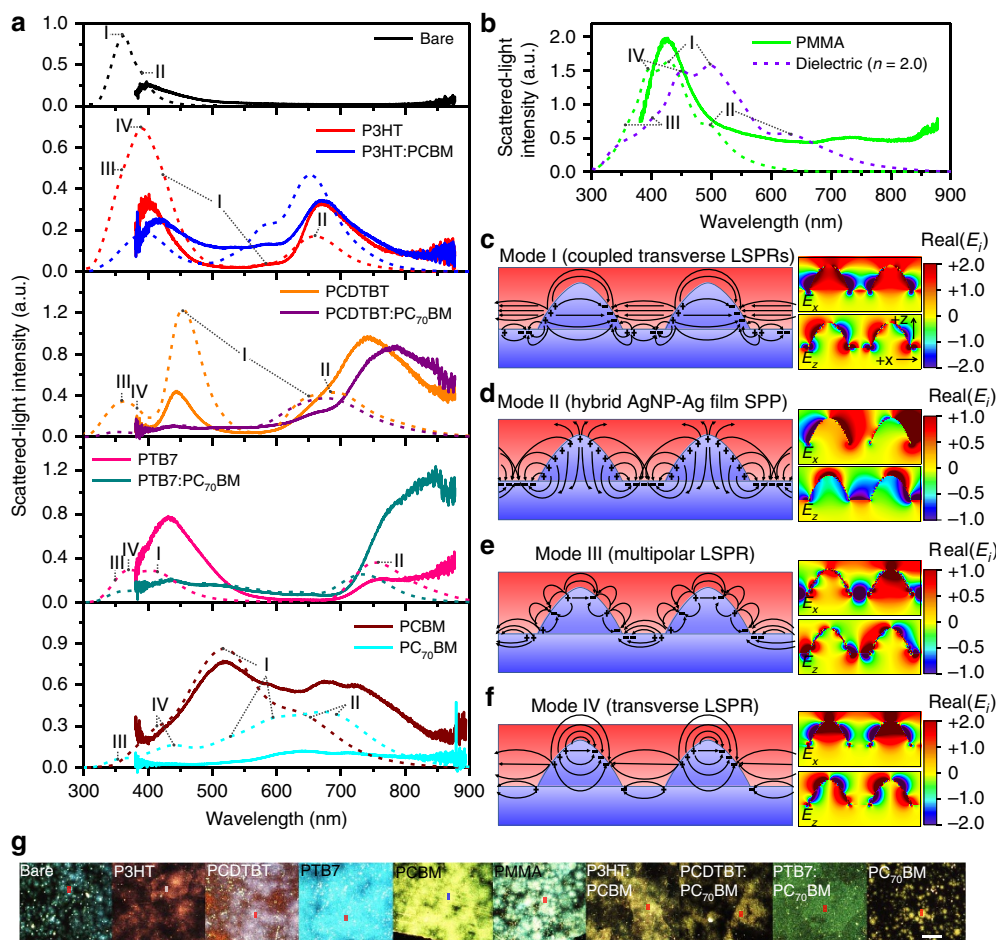 a
Scattered-light intensity (a.u.)
1.0
0.5
0.0
I
II
Bare
0.6
0.4
0.2
0.0
IV
III
I
II
P3HT
P3HT:PCBM
1.2
0.8
0.4
0.0
III
IV
I
II
PCDTBT
PCDTBT:PC70BM
1.2
0.8
0.4
0.0
III
IV
I
II
PTB7
PTB7:PC70BM
0.9
0.6
0.3
0.0
III
IV
I
II
PCBM
PC70BM
300 400 500 600 700 800 900
Wavelength (nm)
b
Scattered-light
intensity (a.u.)
2.0
1.5
1.0
0.5
0.0
IV
I
III
II
PMMA
Dielectric (n = 2.0)
300 400 500 600 700 800 900
Wavelength (nm)
c
Mode I (coupled transverse LSPRs)
Real(Ei)
Ex
Ez
+z
+x
+2.0
+1.0
0
−1.0
−2.0
d
Mode II (hybrid AgNP-Ag film SPP)
Real(Ei)
Ex
Ez
+1.0
+0.5
0
−0.5
−1.0
e
Mode III (multipolar LSPR)
Real(Ei)
Ex
Ez
+1.0
+0.5
0
−0.5
−1.0
f
Mode IV (transverse LSPR)
Real(Ei)
Ex
Ez
+2.0
+1.0
0
−1.0
−2.0
g
Bare
P3HT
PCDTBT
PTB7
PCBM
PMMA
P3HT:
PCBM
PCDTBT:
PC70BM
PTB7:
PC70BM
PC70BM